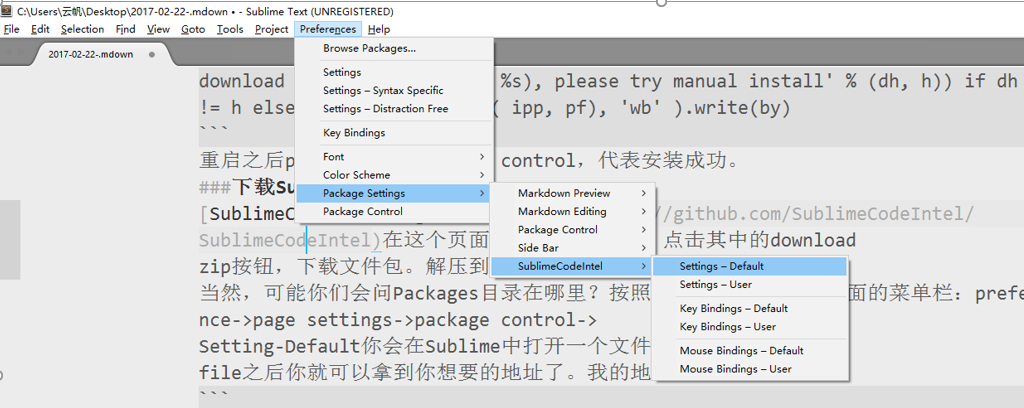 C:\Users\云帆\Desktop\2017-02-22-.mdown • - Sublime Text (UNREGISTERED)
File Edit Selection Find View Goto Tools Project Preferences Help
2017-02-22-.mdown
Browse Packages...
Settings
Settings – Syntax Specific
Settings – Distraction Free
Key Bindings
Font
Color Scheme
Package Settings
Package Control
Markdown Preview
Markdown Editing
Package Control
Side Bar
SublimeCodeIntel
Settings – Default
Settings – User
Key Bindings – Default
Key Bindings – User
Mouse Bindings – Default
Mouse Bindings – User
download %s), please try manual install' % (dh, h)) if dh
!= h else ( ipp, pf), 'wb' ).write(by)
```
重启之后p control，代表安装成功。
###下载Su
[SublimeC //github.com/SublimeCodeIntel/
SublimeCodeIntel)在这个页面 点击其中的download
zip按钮，下载文件包。解压到
当然，可能你们会问Packages目录在哪里？按照 面的菜单栏：prefe
nce->page settings->package control->
Setting-Default你会在Sublime中打开一个文件
file之后你就可以拿到你想要的地址了。我的地
```